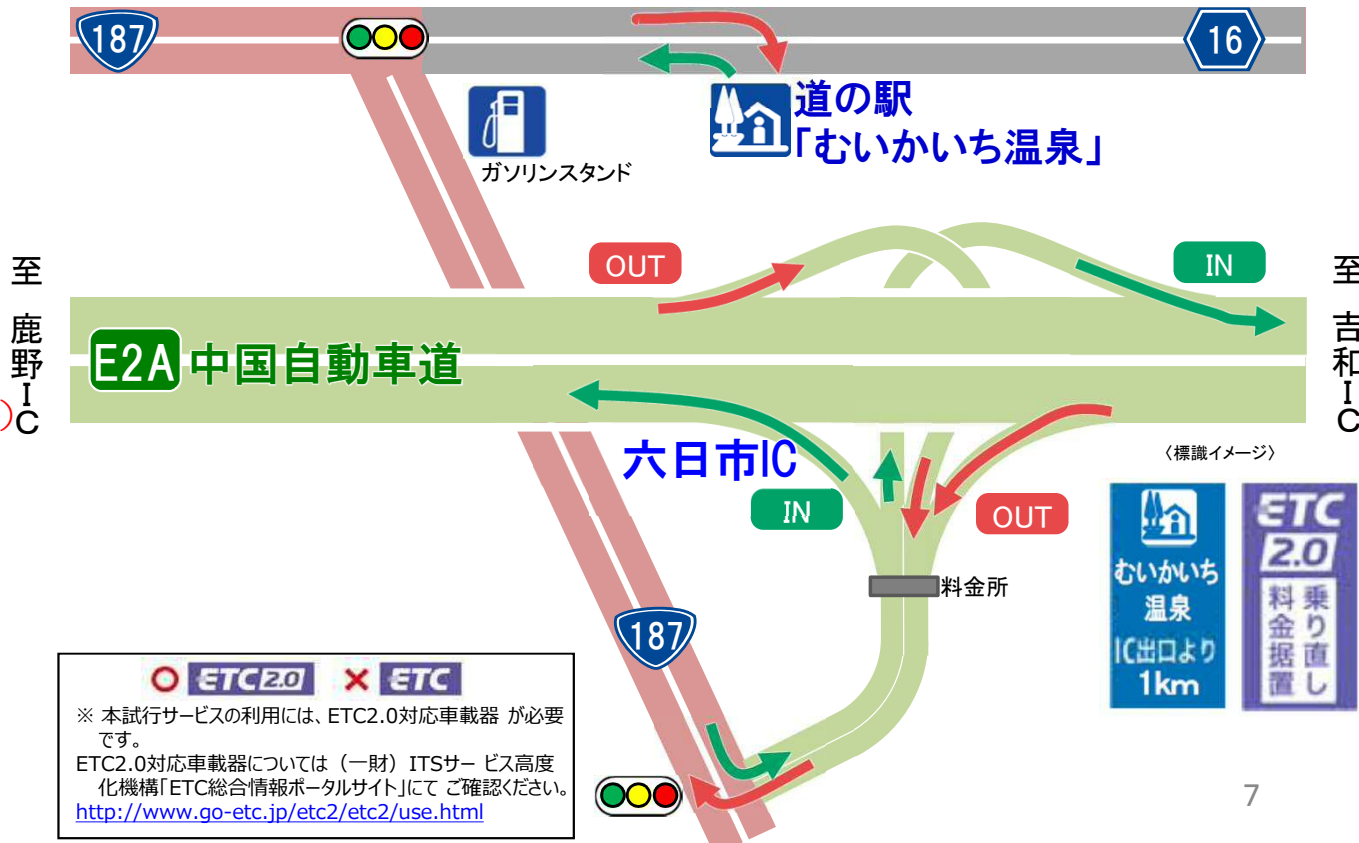 187
16
道の駅
「むいかいち温泉」
ガソリンスタンド
至 鹿野IC
)
OUT
IN
至 吉和IC
E2A 中国自動車道
六日市IC
IN
OUT
〈標識イメージ〉
むいかいち
温泉
IC出口より
1km
ETC
2.0
乗り直し
料金据置
料金所
187
ETC2.0 ETC
※ 本試行サービスの利用には、ETC2.0対応車載器 が必要
です。
ETC2.0対応車載器については（一財）ITSサー ビス高度
化機構「ETC総合情報ポータルサイト」にて ご確認ください。
http://www.go-etc.jp/etc2/etc2/use.html
7